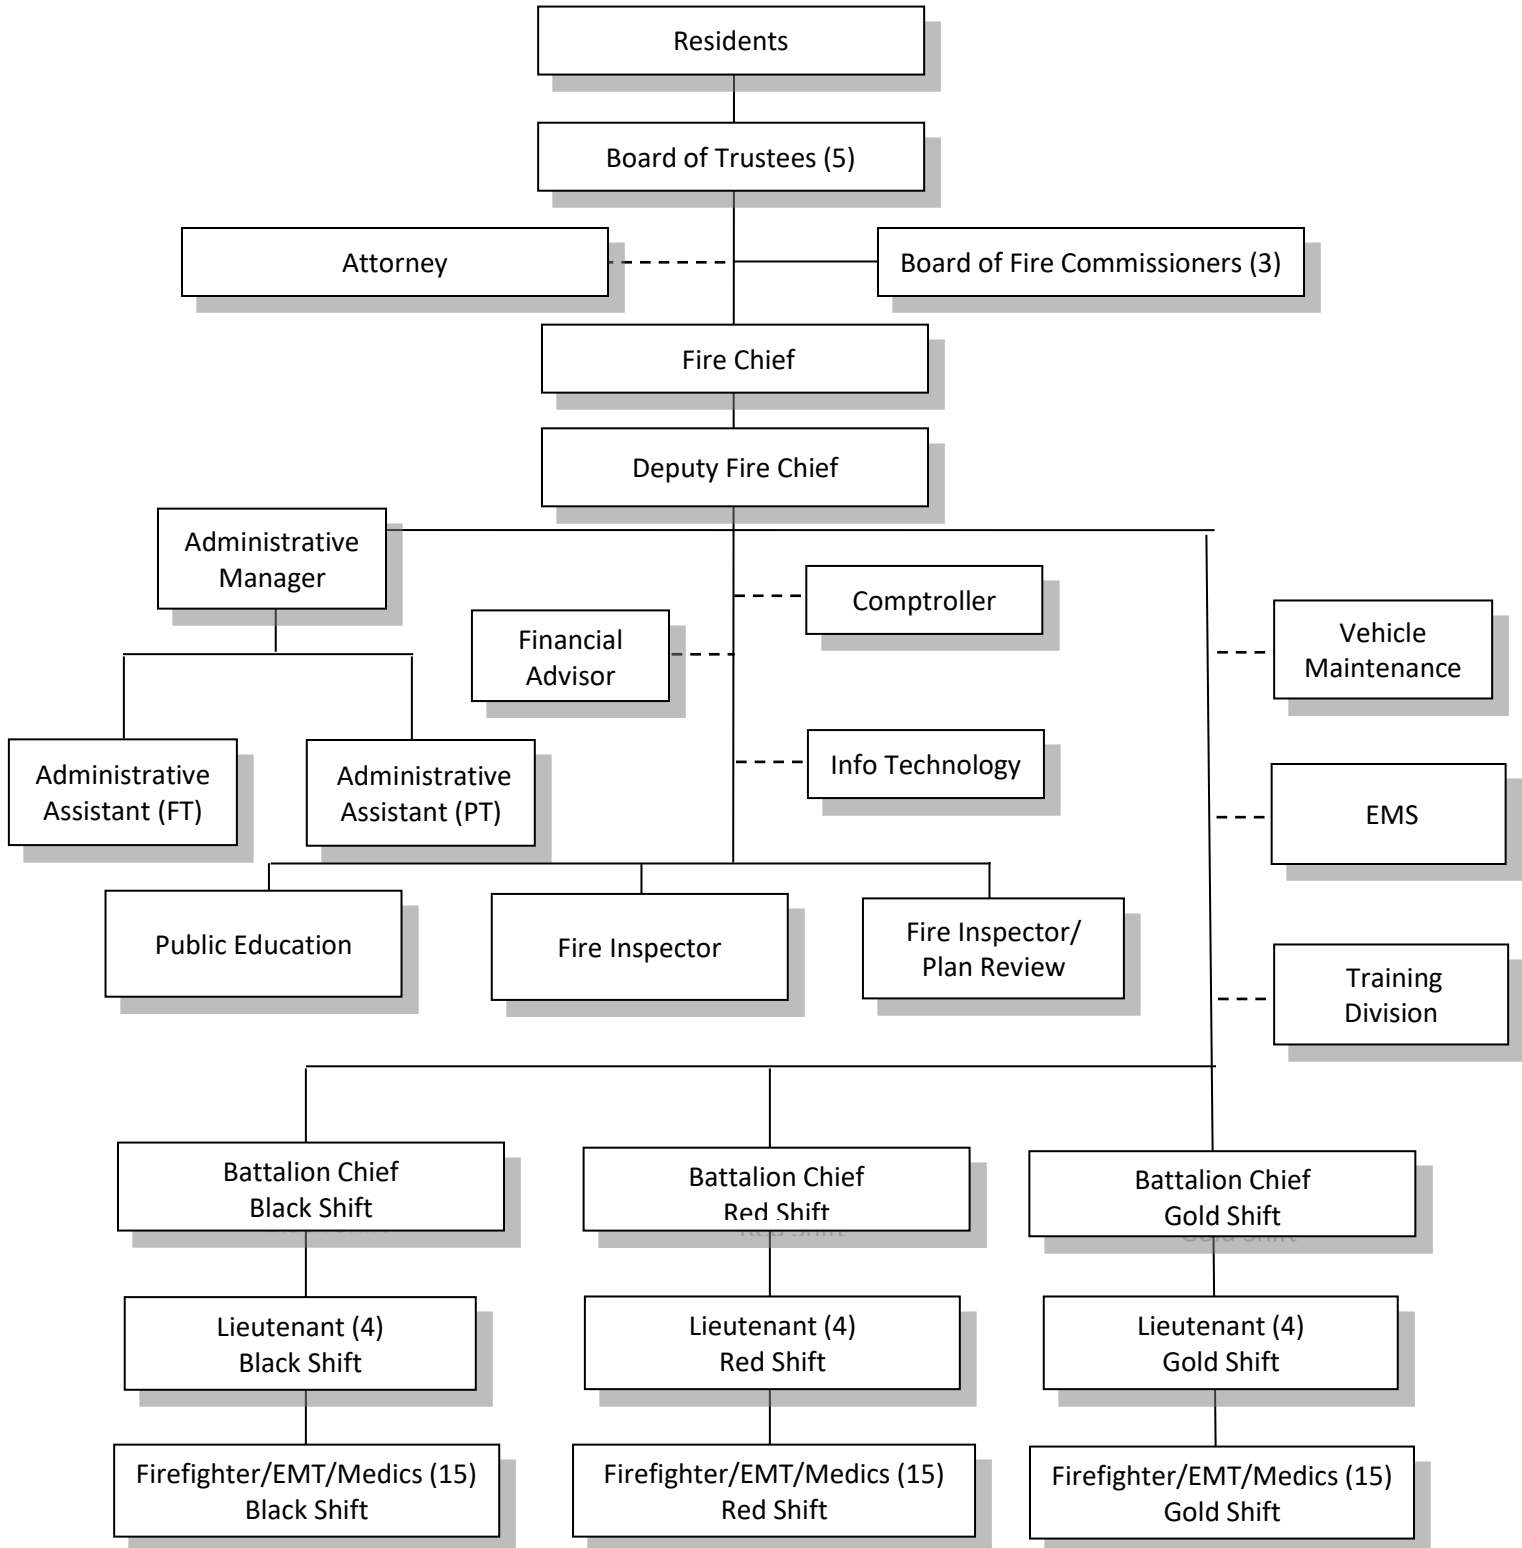 Residents
Board of Trustees (5)
Attorney
Board of Fire Commissioners (3)
Fire Chief
Deputy Fire Chief
Administrative
Manager
Comptroller
Financial
Advisor
Vehicle
Maintenance
Administrative
Assistant (FT)
Administrative
Assistant (PT)
Info Technology
EMS
Public Education
Fire Inspector
Fire Inspector/
Plan Review
Training
Division
Battalion Chief
Black Shift
Battalion Chief
Red Shift
Battalion Chief
Gold Shift
Lieutenant (4)
Black Shift
Lieutenant (4)
Red Shift
Lieutenant (4)
Gold Shift
Firefighter/EMT/Medics (15)
Black Shift
Firefighter/EMT/Medics (15)
Red Shift
Firefighter/EMT/Medics (15)
Gold Shift